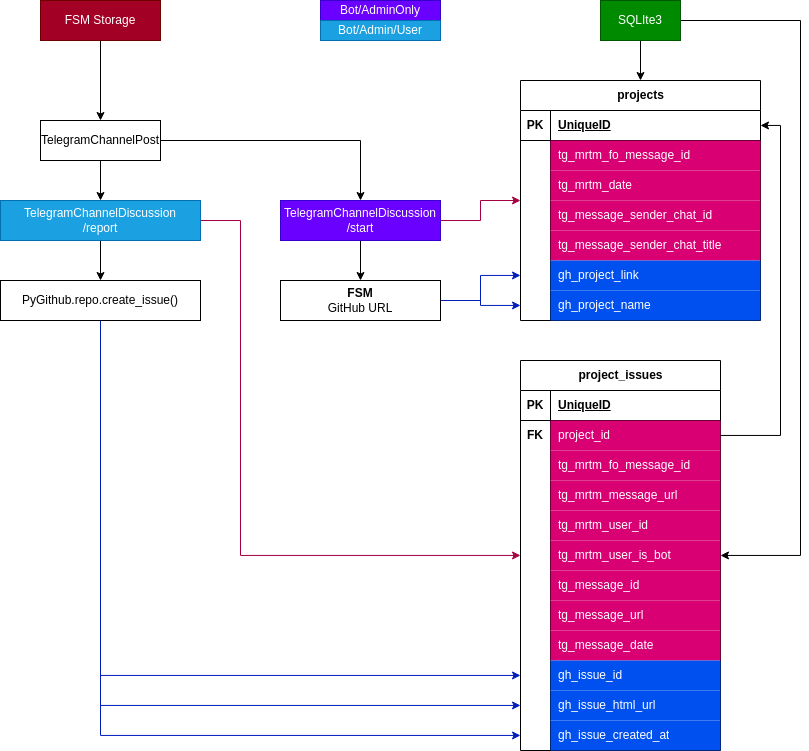 FSM Storage
Bot/AdminOnly
Bot/Admin/User
SQLIte3
TelegramChannelPost
TelegramChannelDiscussion
/report
TelegramChannelDiscussion
/start
PyGithub.repo.create_issue()
FSM
GitHub URL
projects
PK UniqueID
tg_mrtm_fo_message_id
tg_mrtm_date
tg_message_sender_chat_id
tg_message_sender_chat_title
gh_project_link
gh_project_name
project_issues
PK UniqueID
FK project_id
tg_mrtm_fo_message_id
tg_mrtm_message_url
tg_mrtm_user_id
tg_mrtm_user_is_bot
tg_message_id
tg_message_url
tg_message_date
gh_issue_id
gh_issue_html_url
gh_issue_created_at